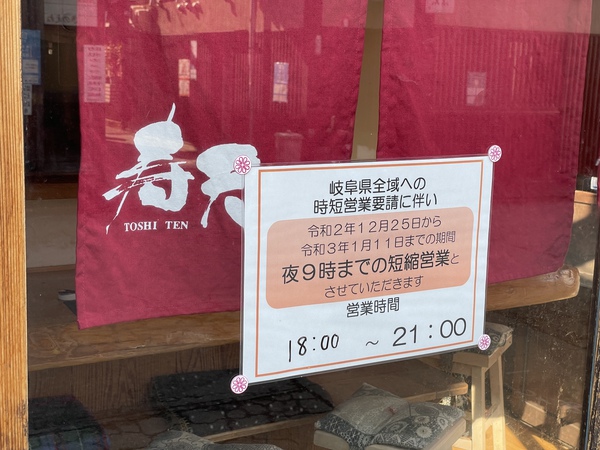 寿天
TOSHI TEN
岐阜県全域への
時短営業要請に伴い
令和2年12月25日から
令和3年1月11日までの期間
夜9時までの短縮営業と
させていただきます
営業時間
18:00 ～ 21:00